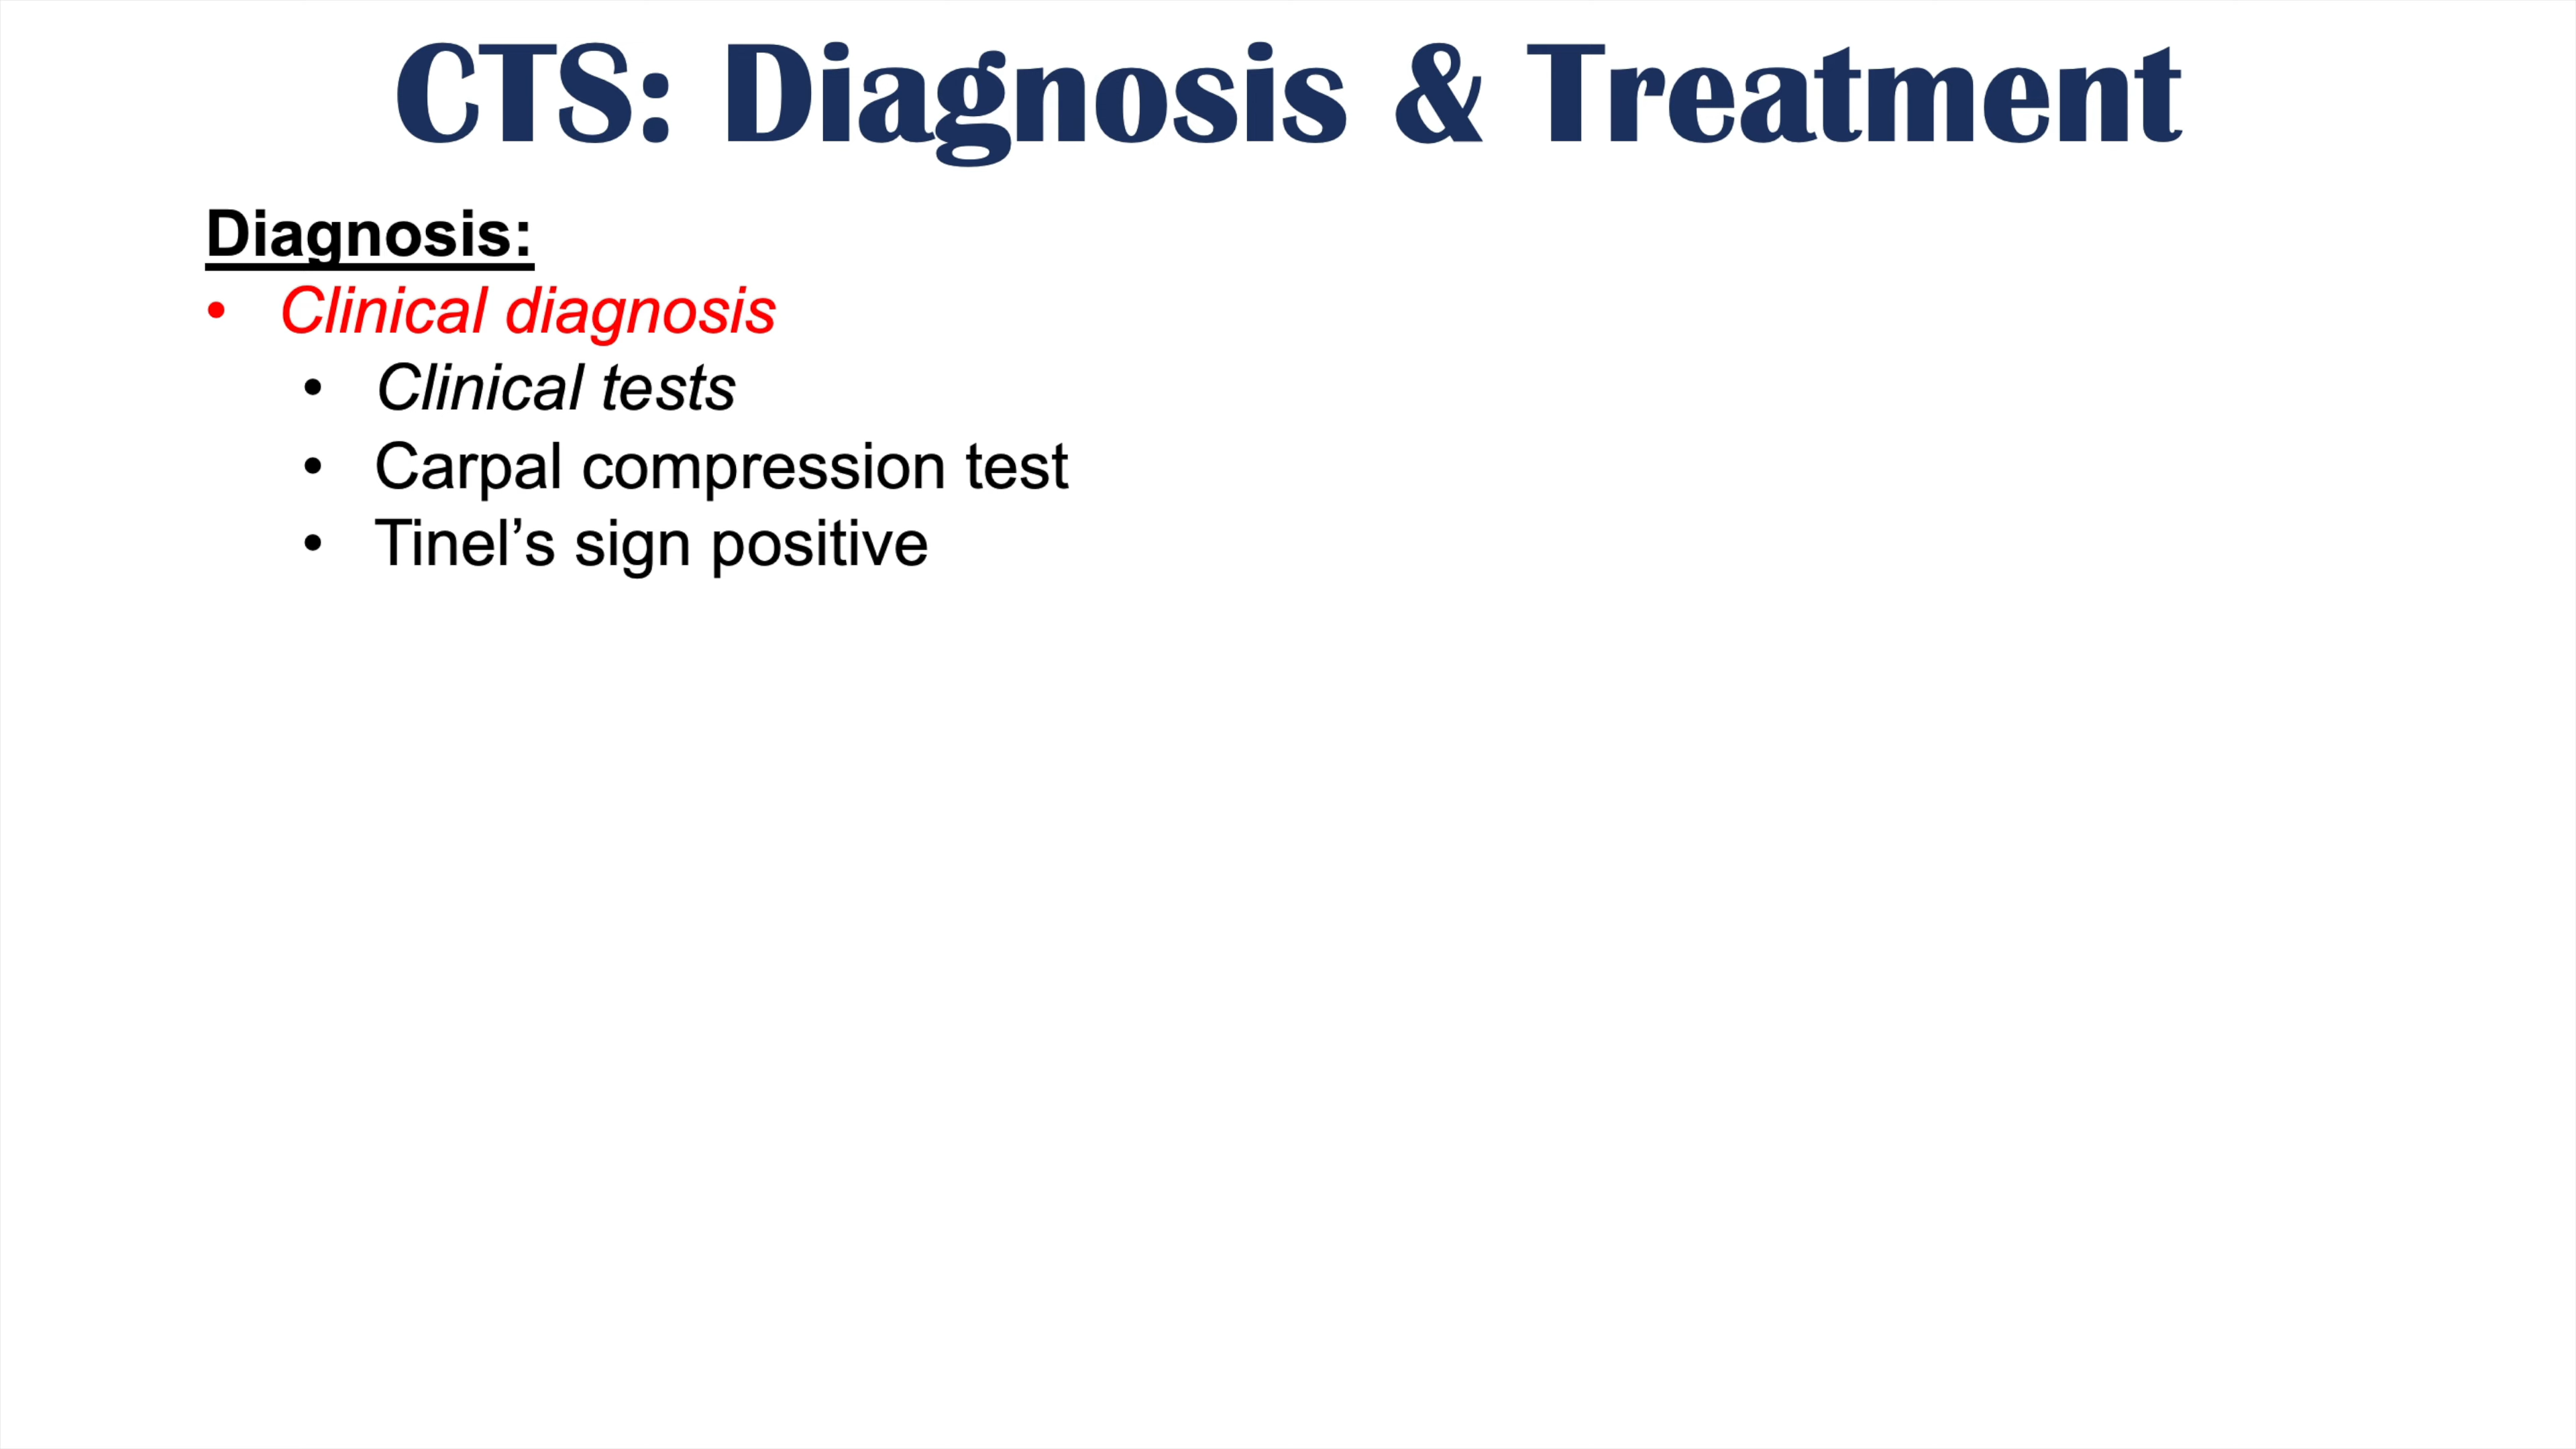 CTS: Diagnosis & Treatment
Diagnosis:
• Clinical diagnosis
• Clinical tests
• Carpal compression test
• Tinel’s sign positive